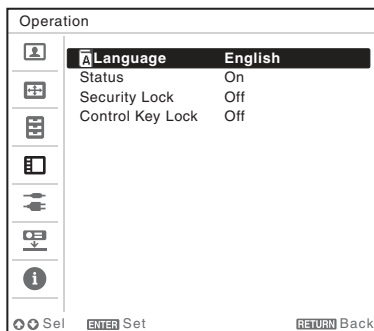 Operation
A Language English
Status On
Security Lock Off
Control Key Lock Off
Sel ENTER Set RETURN Back